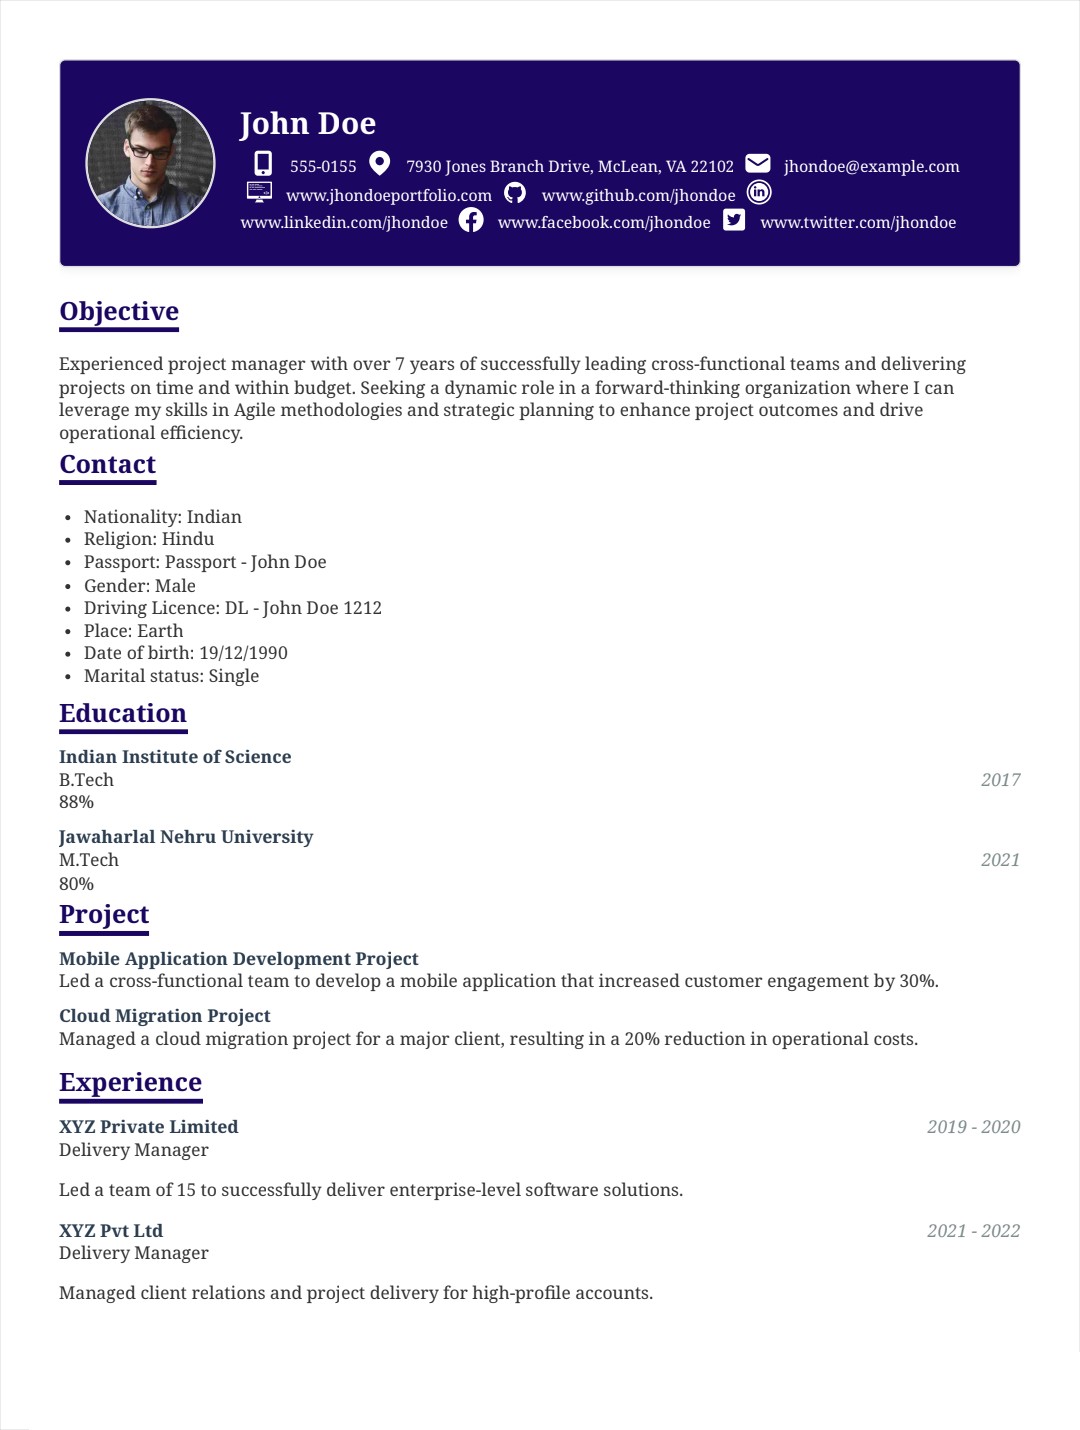 John Doe
555-0155 7930 Jones Branch Drive, McLean, VA 22102 jhondoe@example.com
www.jhondoeportfolio.com www.github.com/jhondoe
www.linkedin.com/jhondoe www.facebook.com/jhondoe www.twitter.com/jhondoe
Objective
Experienced project manager with over 7 years of successfully leading cross-functional teams and delivering
projects on time and within budget. Seeking a dynamic role in a forward-thinking organization where I can
leverage my skills in Agile methodologies and strategic planning to enhance project outcomes and drive
operational efficiency.
Contact
• Nationality: Indian
• Religion: Hindu
• Passport: Passport - John Doe
• Gender: Male
• Driving Licence: DL - John Doe 1212
• Place: Earth
• Date of birth: 19/12/1990
• Marital status: Single
Education
Indian Institute of Science
B.Tech 2017
88%
Jawaharlal Nehru University
M.Tech 2021
80%
Project
Mobile Application Development Project
Led a cross-functional team to develop a mobile application that increased customer engagement by 30%.
Cloud Migration Project
Managed a cloud migration project for a major client, resulting in a 20% reduction in operational costs.
Experience
XYZ Private Limited 2019 - 2020
Delivery Manager
Led a team of 15 to successfully deliver enterprise-level software solutions.
XYZ Pvt Ltd 2021 - 2022
Delivery Manager
Managed client relations and project delivery for high-profile accounts.